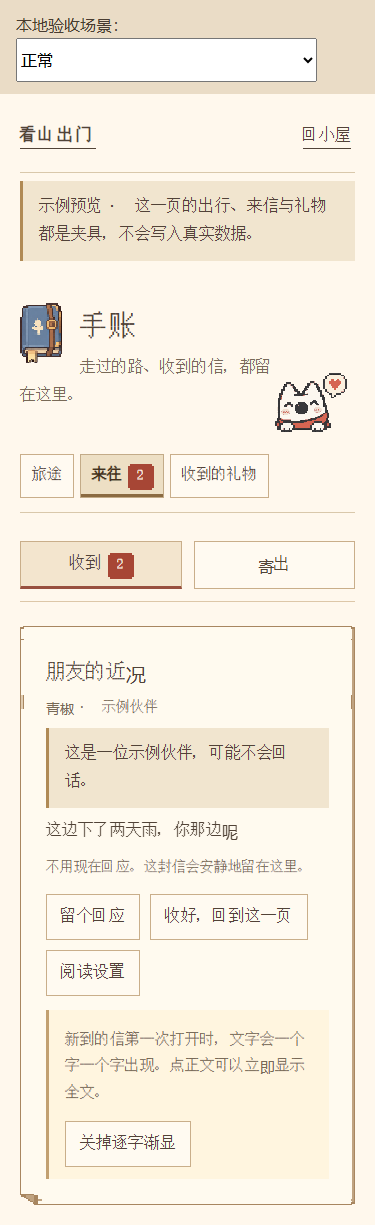 本地验收场景：
正常
看山出门
回小屋
示例预览 · 这一页的出行、来信与礼物
都是夹具，不会写入真实数据。
手账
走过的路、收到的信，都留
在这里。
旅途
来往 2
收到的礼物
收到 2
寄出
朋友的近况
青椒 · 示例伙伴
这是一位示例伙伴，可能不会回
话。
这边下了两天雨，你那边呢
不用现在回应。这封信会安静地留在这里。
留个回应
收好，回到这一页
阅读设置
新到的信第一次打开时，文字会一个
字一个字出现。点正文可以立即显示
全文。
关掉逐字渐显